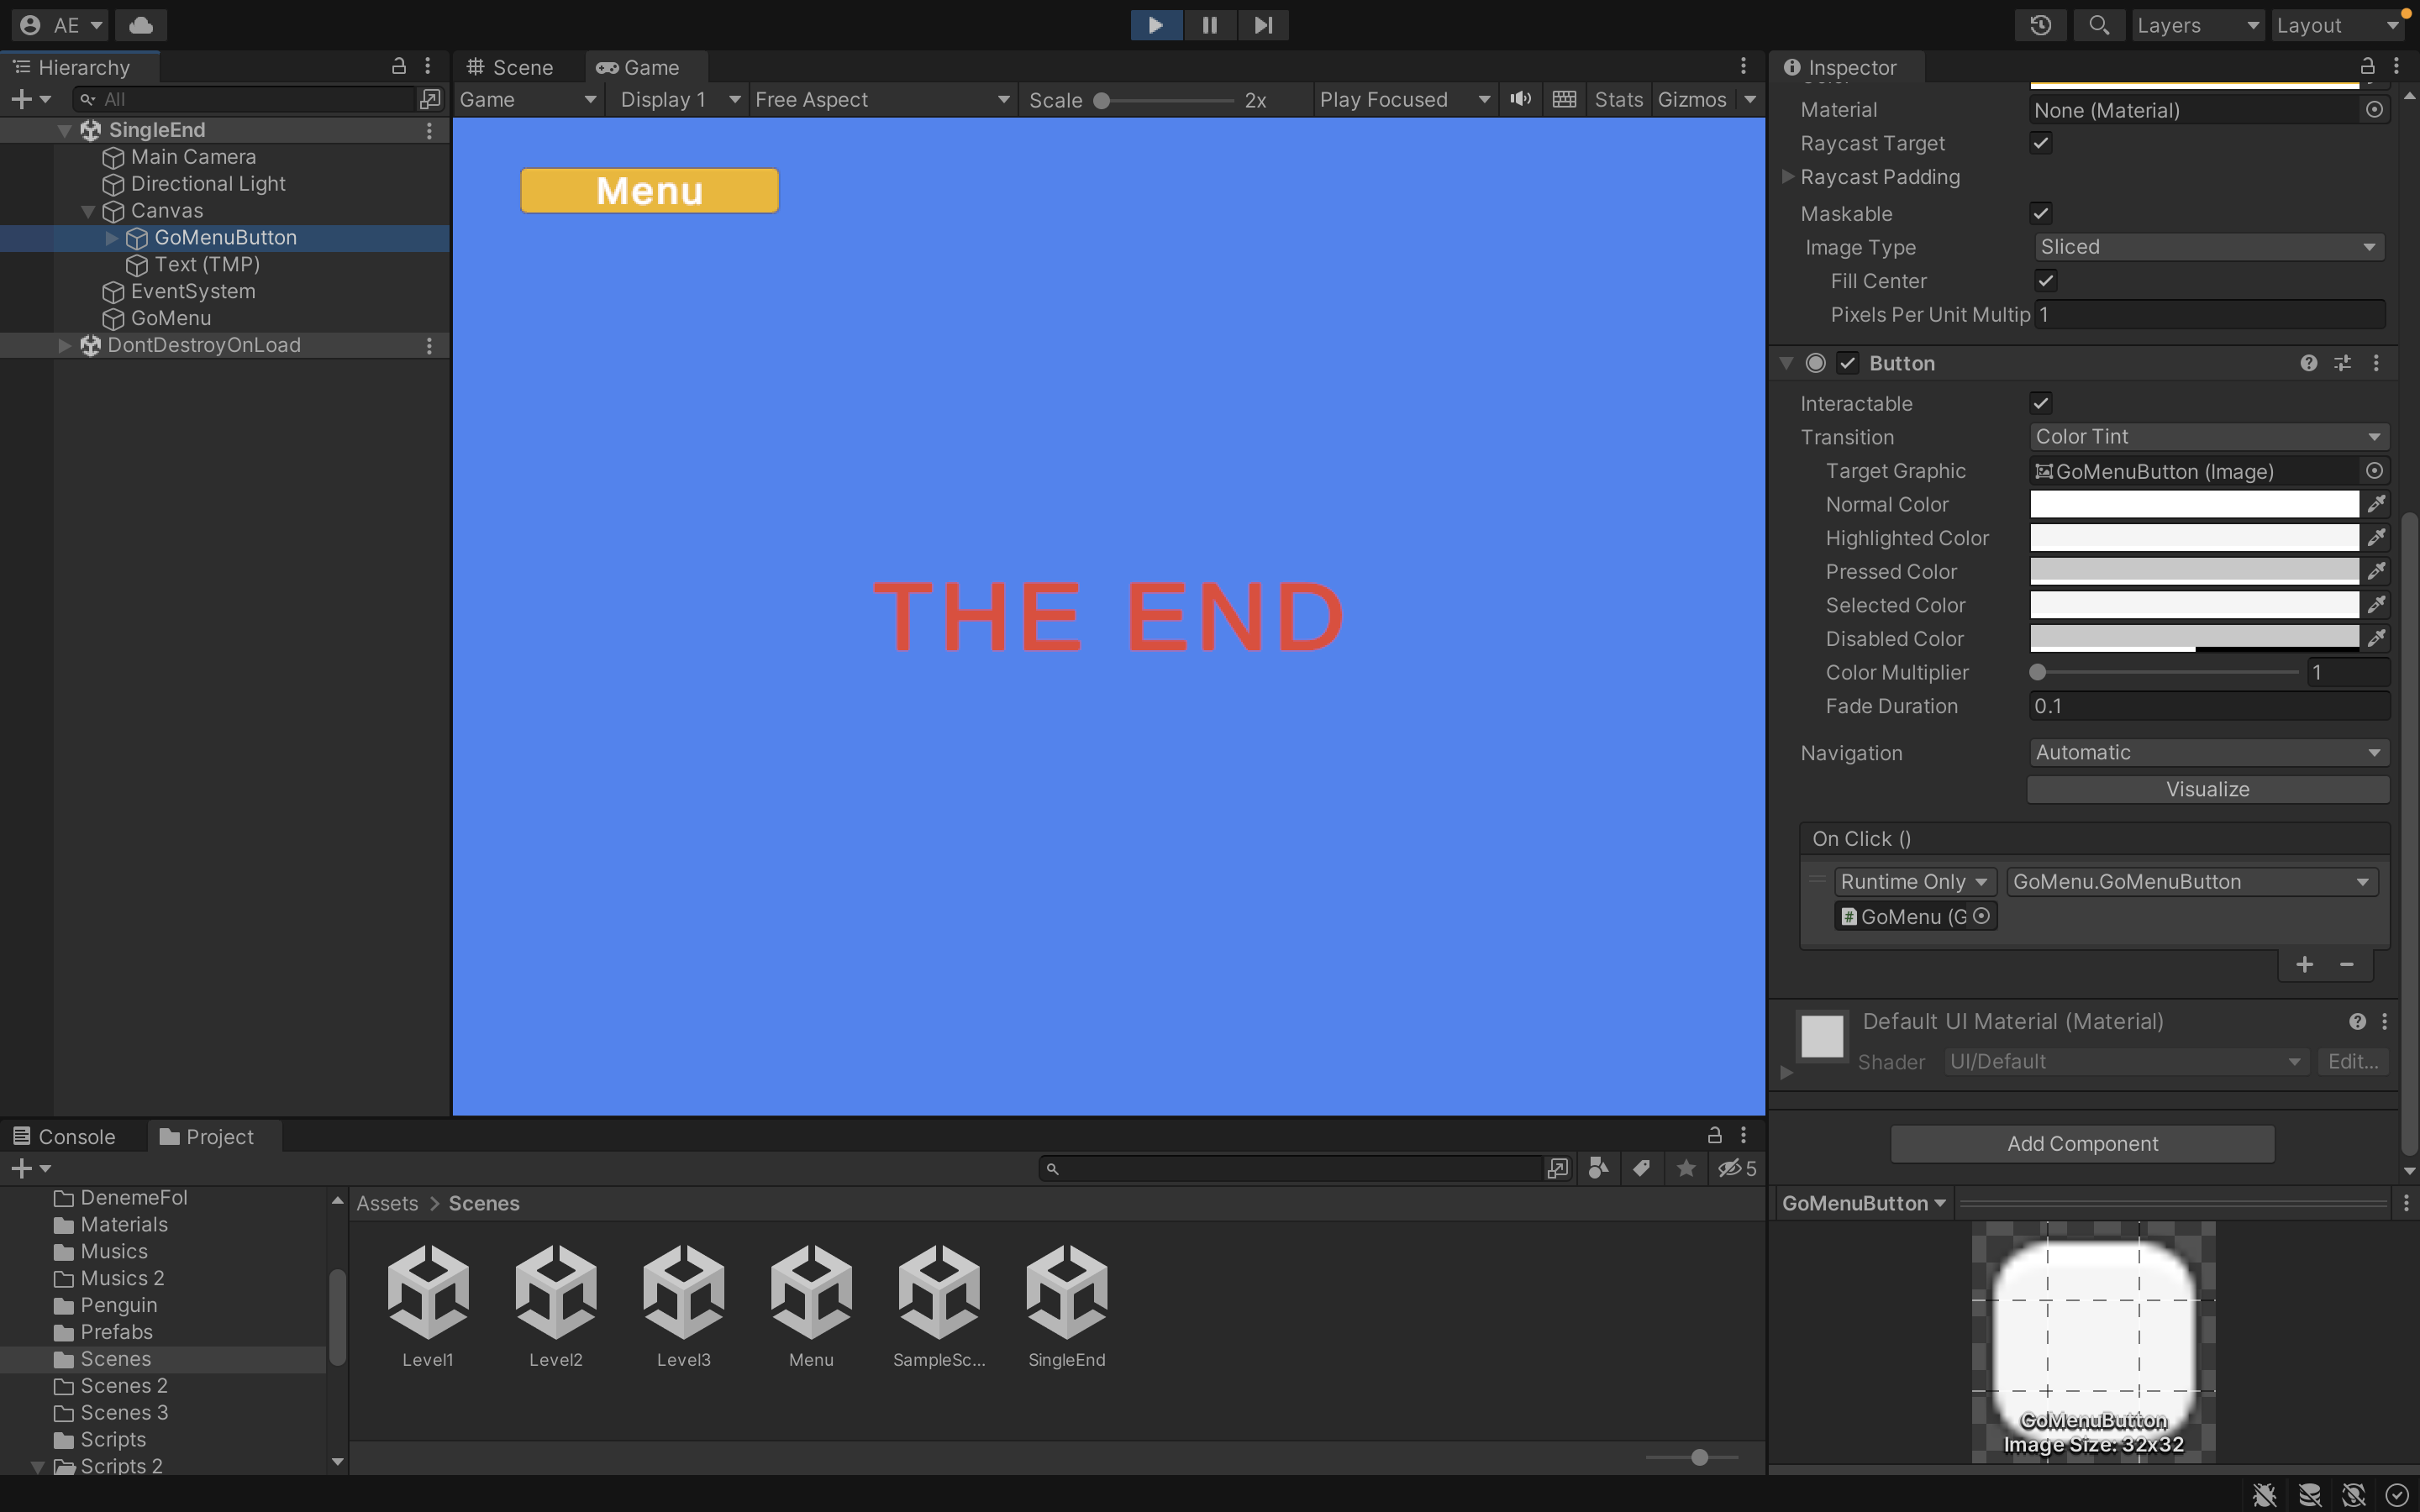 AE
Layers
Layout
Hierarchy
All
SingleEnd
Main Camera
Directional Light
Canvas
GoMenuButton
Text (TMP)
EventSystem
GoMenu
DontDestroyOnLoad
Scene
Game
Game
Display 1
Free Aspect
Scale
2x
Play Focused
Stats
Gizmos
Menu
THE END
Inspector
Material
None (Material)
Raycast Target
Raycast Padding
Maskable
Image Type
Sliced
Fill Center
Pixels Per Unit Multip
1
Button
Interactable
Transition
Color Tint
Target Graphic
GoMenuButton (Image)
Normal Color
Highlighted Color
Pressed Color
Selected Color
Disabled Color
Color Multiplier
1
Fade Duration
0.1
Navigation
Automatic
Visualize
On Click ()
Runtime Only
GoMenu.GoMenuButton
# GoMenu (G
Default UI Material (Material)
Shader
UI/Default
Edit...
Add Component
GoMenuButton
GoMenuButton
Image Size: 32x32
Console
Project
5
DenemeFol
Materials
Musics
Musics 2
Penguin
Prefabs
Scenes
Scenes 2
Scenes 3
Scripts
Scripts 2
Assets > Scenes
Level1
Level2
Level3
Menu
SampleSc...
SingleEnd